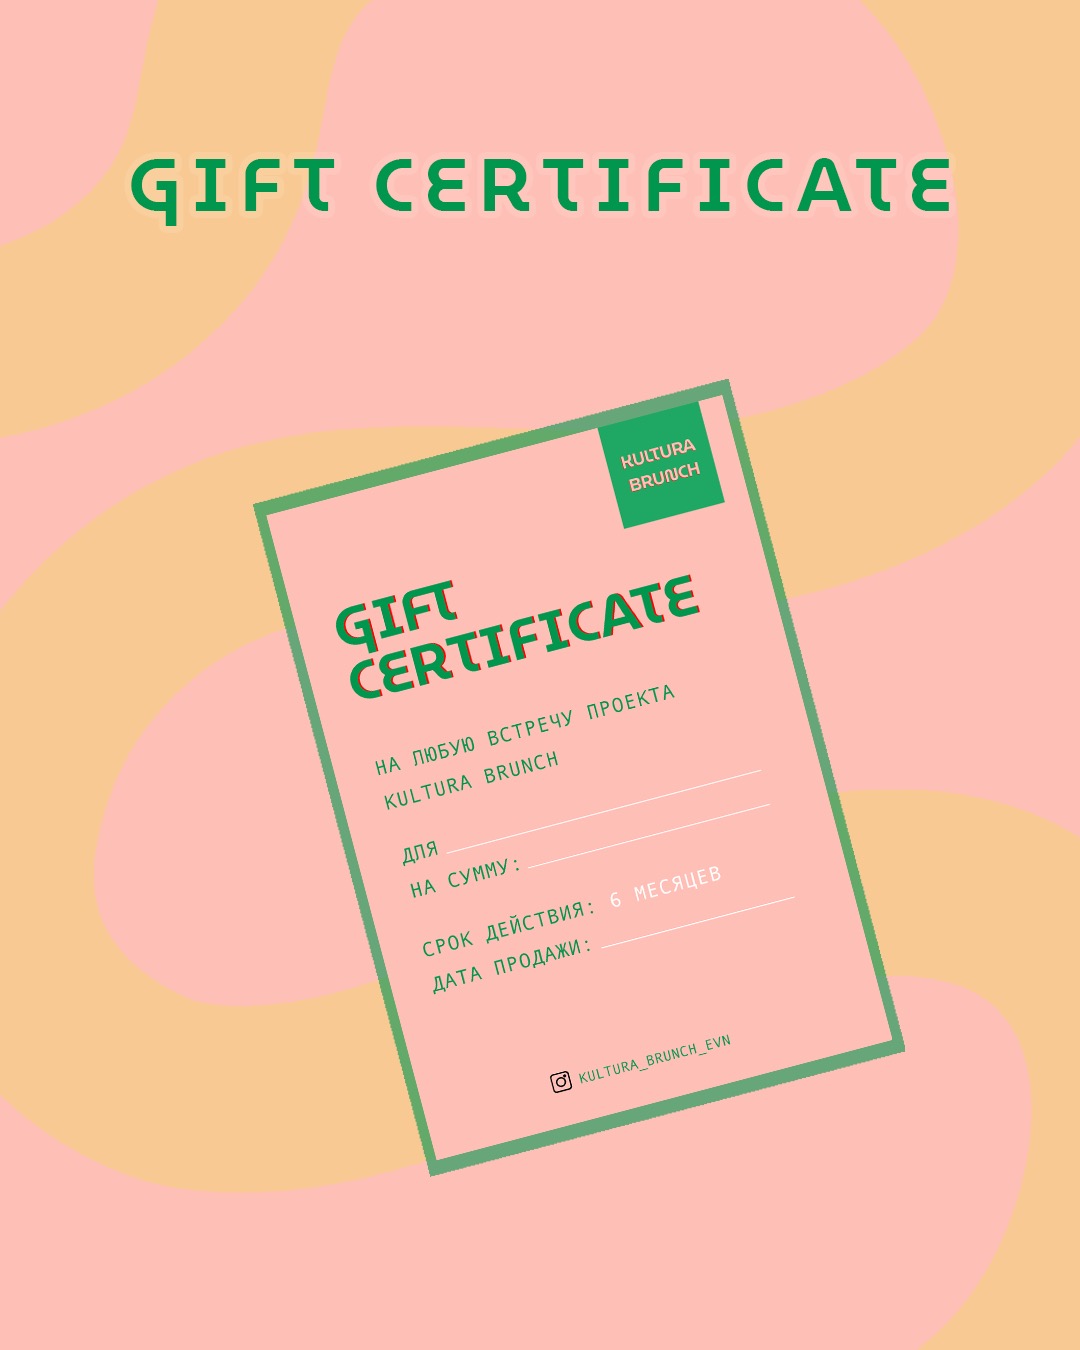 GIFT CERTIFICATE
KULTURA
BRUNCH
GIFT
CERTIFICATE
НА ЛЮБУЮ ВСТРЕЧУ ПРОЕКТА
KULTURA BRUNCH
ДЛЯ
НА СУММУ:
СРОК ДЕЙСТВИЯ: 6 МЕСЯЦЕВ
ДАТА ПРОДАЖИ:
KULTURA_BRUNCH_EVN